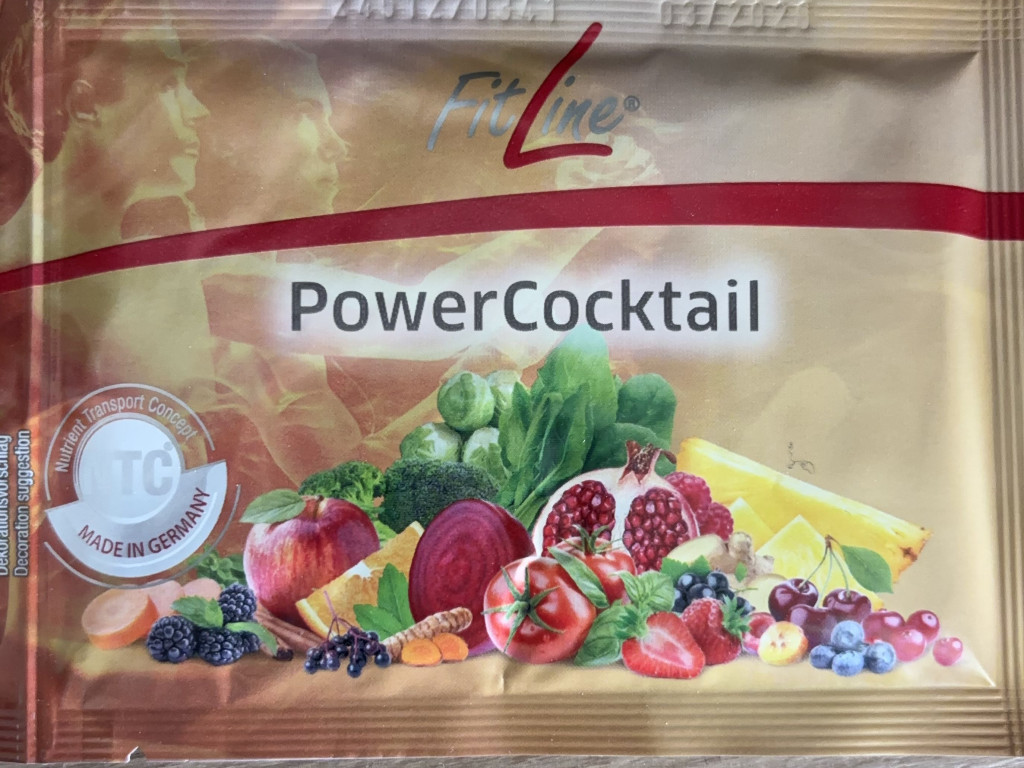 FitLine®
PowerCocktail
Nutrient Transport Concept
NTC®
MADE IN GERMANY
Dekorationsvorschlag
Decoration suggestion